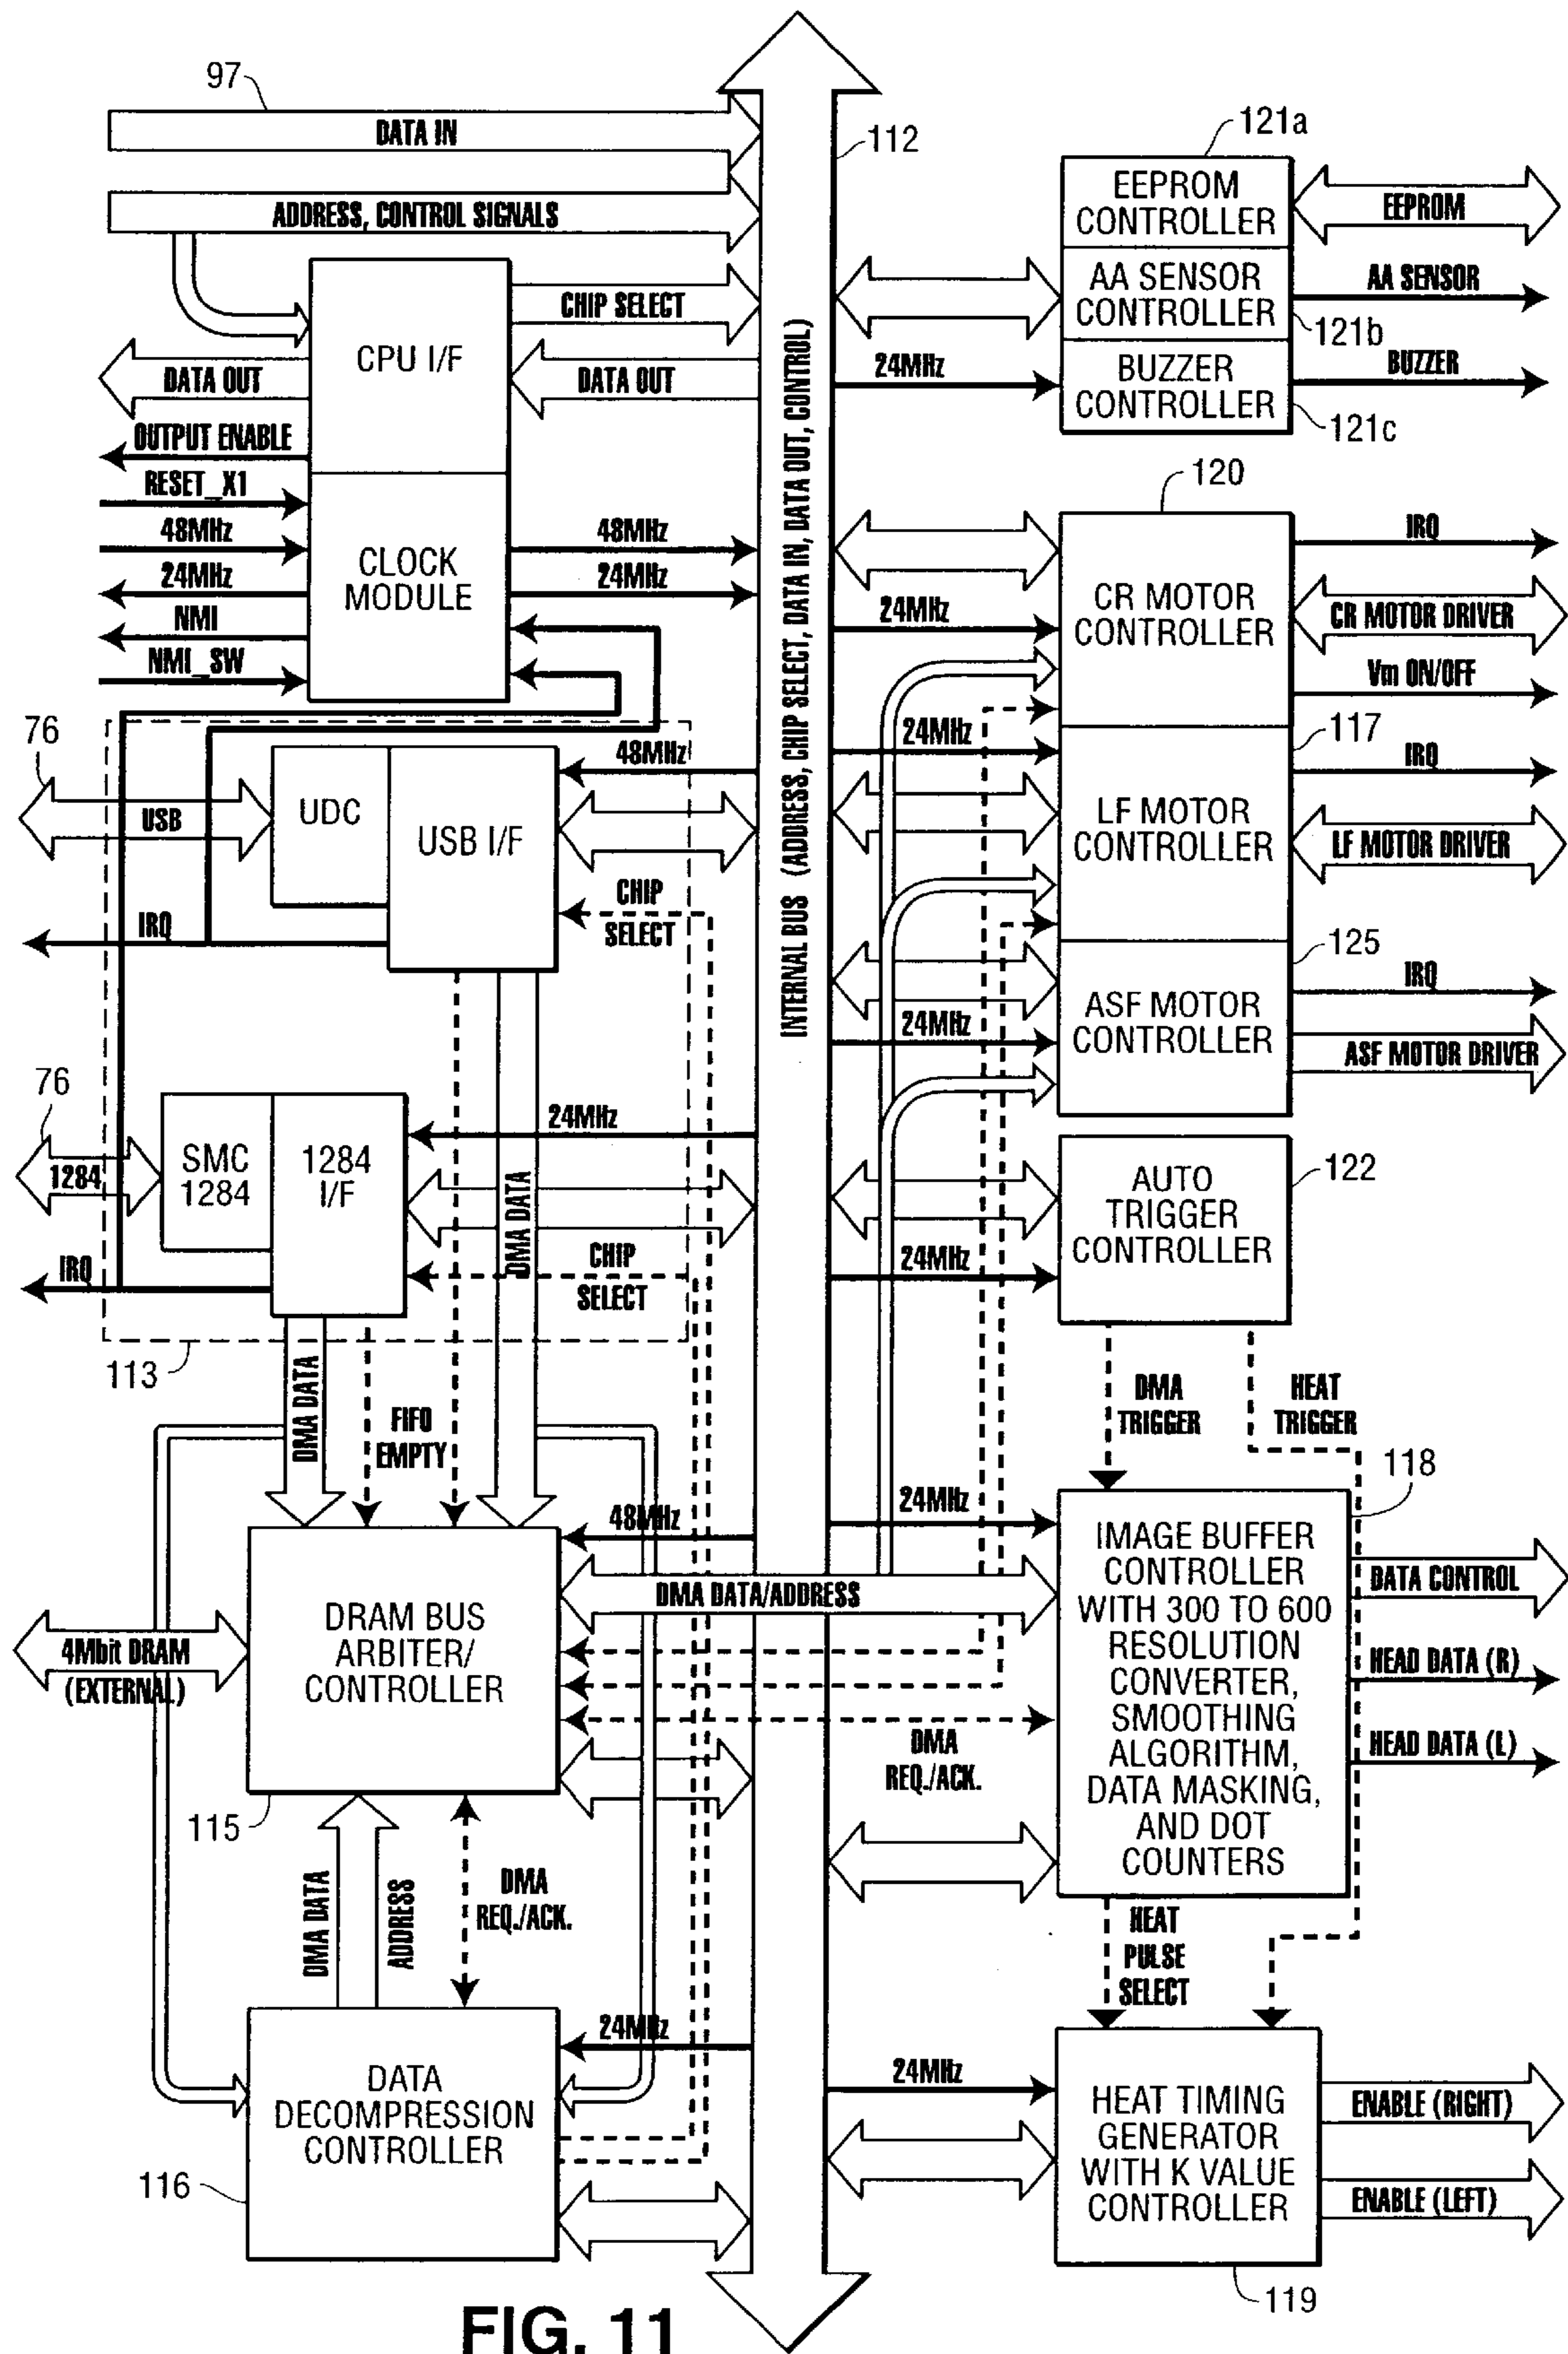 97
DATA IN
112
ADDRESS, CONTROL SIGNALS
CPU I/F
CHIP SELECT
DATA OUT
DATA OUT
OUTPUT ENABLE
RESET_X1
48MHz
24MHz
NMI
NMI_SW
CLOCK
MODULE
48MHz
24MHz
INTERNAL BUS (ADDRESS, CHIP SELECT, DATA IN, DATA OUT, CONTROL)
121a
EEPROM
CONTROLLER
EEPROM
AA SENSOR
CONTROLLER
AA SENSOR
121b
24MHz
BUZZER
CONTROLLER
BUZZER
121c
120
CR MOTOR
CONTROLLER
24MHz
IRQ
CR MOTOR DRIVER
Vm ON/OFF
117
24MHz
LF MOTOR
CONTROLLER
IRQ
LF MOTOR DRIVER
125
ASF MOTOR
CONTROLLER
24MHz
IRQ
ASF MOTOR DRIVER
76
USB
UDC
USB I/F
48MHz
CHIP
SELECT
IRQ
76
1284
SMC
1284
1284
I/F
24MHz
DMA DATA
CHIP
SELECT
IRQ
113
DMA DATA
FIFO
EMPTY
AUTO
TRIGGER
CONTROLLER
122
24MHz
DMA
TRIGGER
HEAT
TRIGGER
118
48MHz
DMA DATA/ADDRESS
24MHz
DRAM BUS
ARBITER/
CONTROLLER
4Mbit DRAM
(EXTERNAL)
115
DMA
REQ./ACK.
IMAGE BUFFER
CONTROLLER
WITH 300 TO 600
RESOLUTION
CONVERTER,
SMOOTHING
ALGORITHM,
DATA MASKING,
AND DOT
COUNTERS
DATA CONTROL
HEAD DATA (R)
HEAD DATA (L)
DMA DATA
ADDRESS
DMA
REQ./ACK.
HEAT
PULSE
SELECT
24MHz
DATA
DECOMPRESSION
CONTROLLER
116
24MHz
HEAT TIMING
GENERATOR
WITH K VALUE
CONTROLLER
ENABLE (RIGHT)
ENABLE (LEFT)
119
FIG. 11